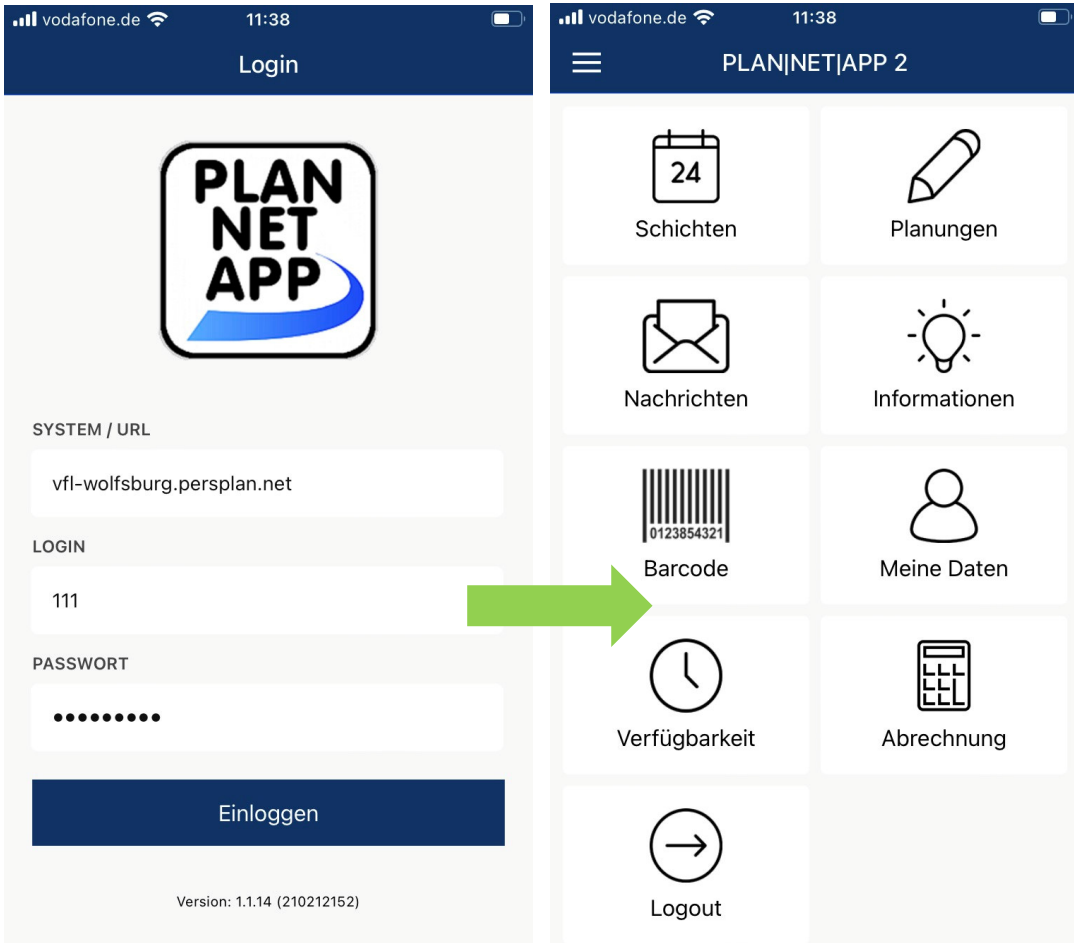 vodafone.de 11:38
Login
PLAN
NET
APP
SYSTEM / URL
vfl-wolfsburg.persplan.net
LOGIN
111
PASSWORT
•••••••••
Einloggen
Version: 1.1.14 (210212152)
vodafone.de 11:38
PLAN|NET|APP 2
24
Schichten
Planungen
Nachrichten
Informationen
0123854321
Barcode
Meine Daten
Verfügbarkeit
Abrechnung
Logout